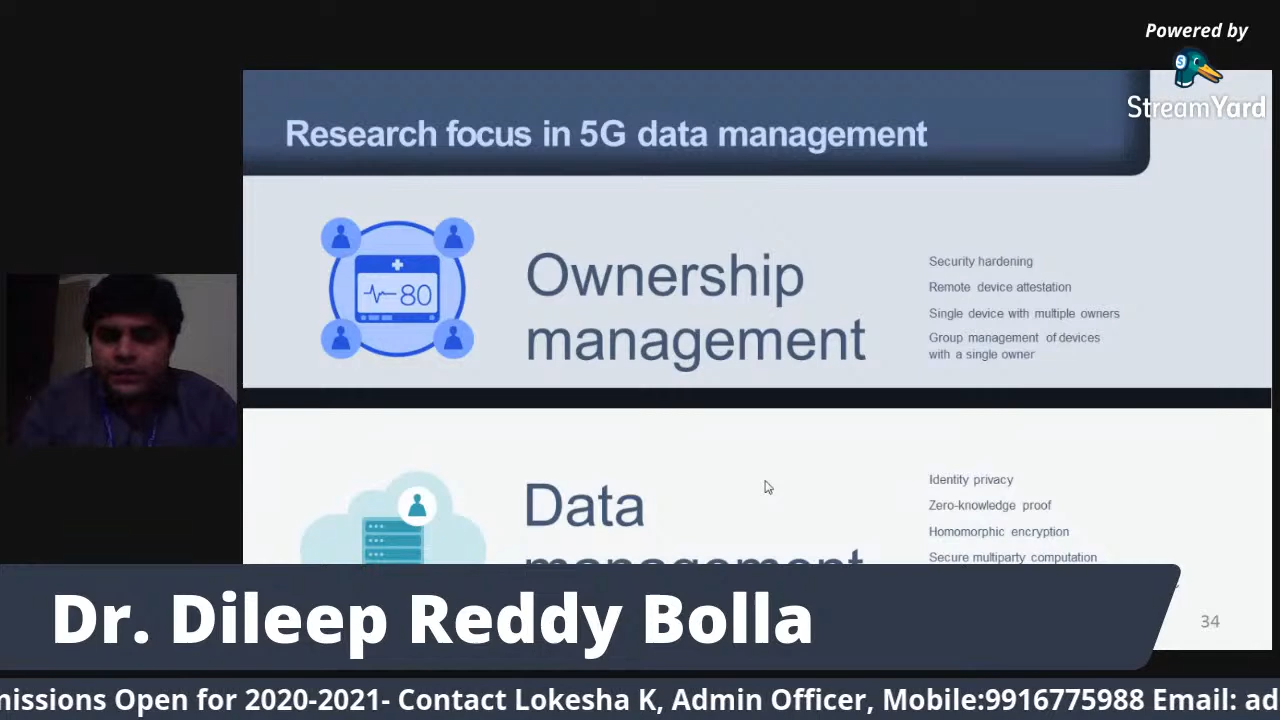 Powered by
StreamYard
Research focus in 5G data management
80
Ownership
management
Security hardening
Remote device attestation
Single device with multiple owners
Group management of devices
with a single owner
Data
management
Identity privacy
Zero-knowledge proof
Homomorphic encryption
Secure multiparty computation
34
Dr. Dileep Reddy Bolla
missions Open for 2020-2021- Contact Lokesha K, Admin Officer, Mobile:9916775988 Email: ad